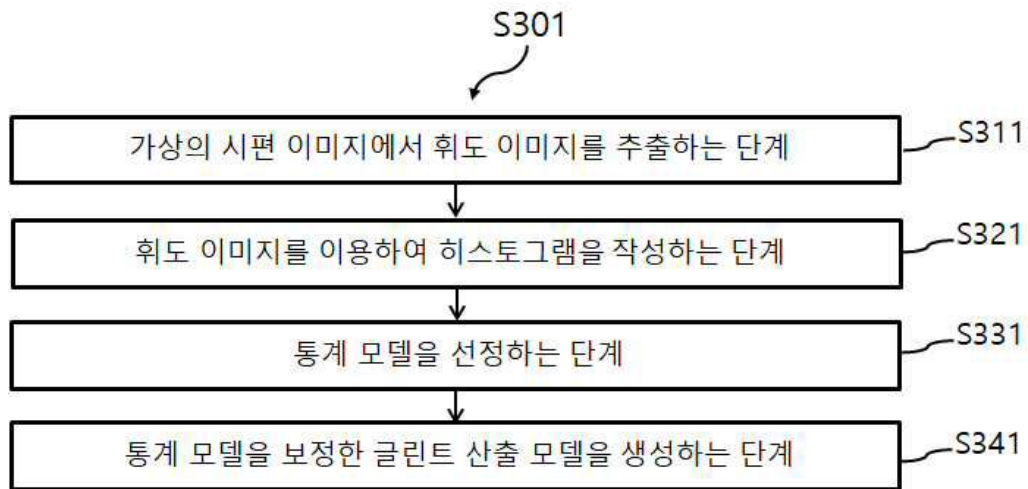 S301
가상의 시편 이미지에서 휘도 이미지를 추출하는 단계
S311
휘도 이미지를 이용하여 히스토그램을 작성하는 단계
S321
통계 모델을 선정하는 단계
S331
통계 모델을 보정한 글린트 산출 모델을 생성하는 단계
S341